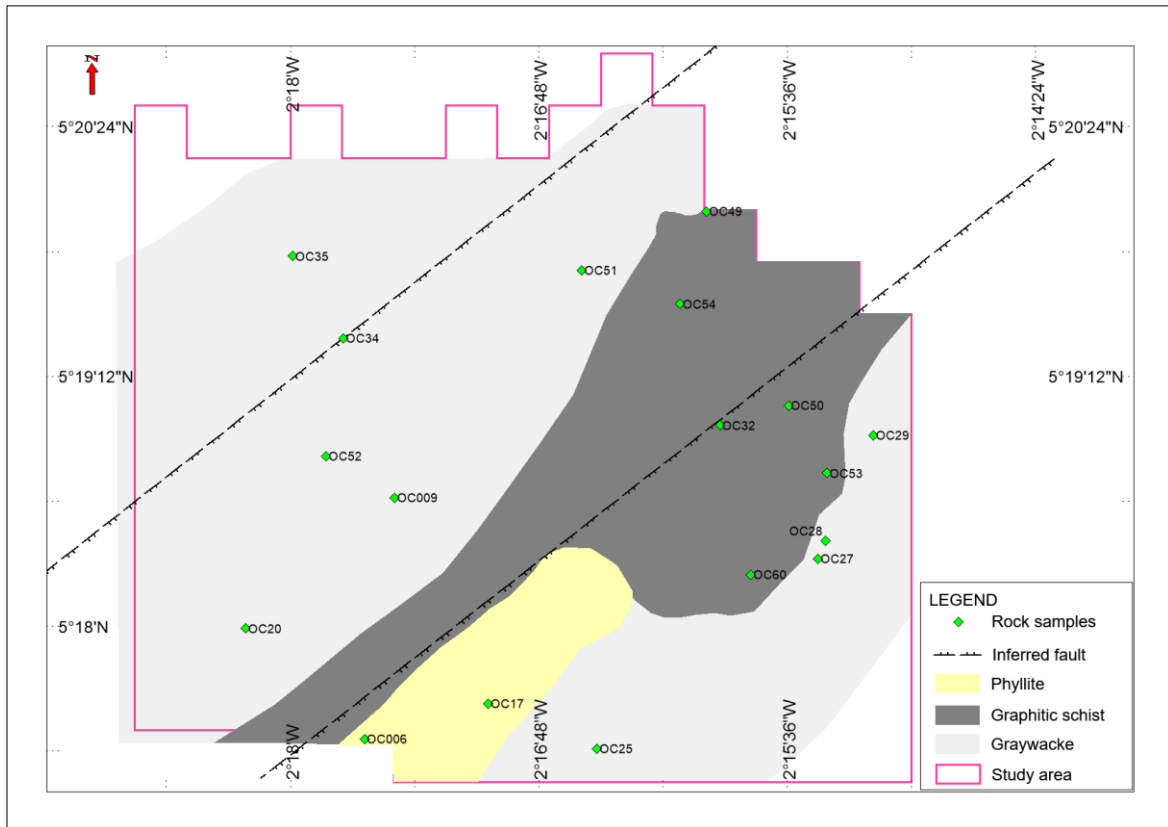 N
2°18'W
2°16'48"W
2°15'36"W
2°14'24"W
5°20'24"N
5°20'24"N
OC49
OC35
OC51
OC54
OC34
5°19'12"N
5°19'12"N
OC50
OC32
OC29
OC52
OC53
OC009
OC28
OC27
OC60
5°18'N
OC20
OC17
OC006
OC25
2°18'W
2°16'48"W
2°15'36"W
LEGEND
Rock samples
Inferred fault
Phyllite
Graphitic schist
Graywacke
Study area